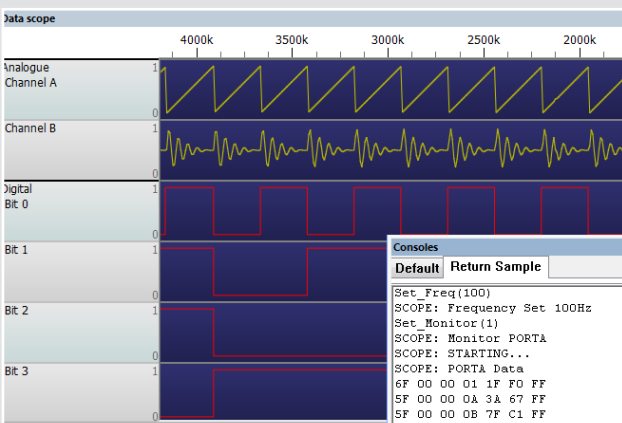 Data scope
4000k 3500k 3000k 2500k 2000k
Analogue
Channel A
1
0
Channel B
1
0
Digital
Bit 0
1
0
Bit 1
1
0
Bit 2
1
0
Bit 3
1
0
Consoles
Default Return Sample
Set_Freq(100)
SCOPE: Frequency Set 100Hz
Set_Monitor(1)
SCOPE: Monitor PORTA
SCOPE: STARTING...
SCOPE: PORTA Data
6F 00 00 01 1F F0 FF
5F 00 00 0A 3A 67 FF
5F 00 00 0B 7F C1 FF